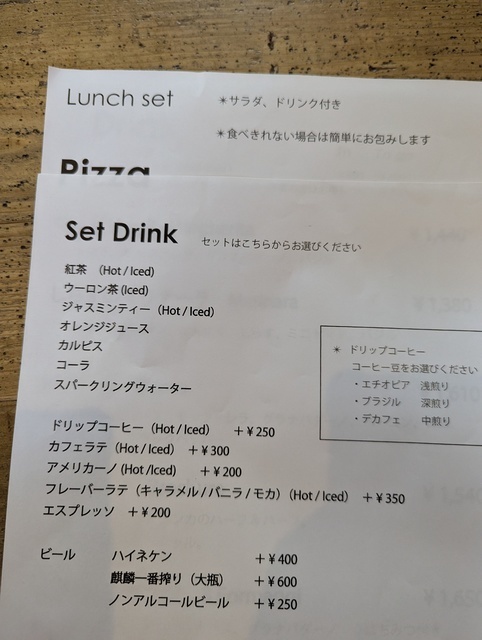 Lunch set ＊サラダ、ドリンク付き
＊食べきれない場合は簡単にお包みします
Pizza
Set Drink セットはこちらからお選びください
紅茶 （Hot / Iced）
ウーロン茶 (Iced)
ジャスミンティー（Hot / Iced）
オレンジジュース
カルピス
コーラ
スパークリングウォーター
＊ ドリップコーヒー
コーヒー豆をお選びください
・エチオピア 浅煎り
・ブラジル 深煎り
・デカフェ 中煎り
ドリップコーヒー（Hot / Iced） ＋¥250
カフェラテ（Hot / Iced） ＋¥300
アメリカーノ (Hot /Iced) ＋¥200
フレーバーラテ（キャラメル / バニラ / モカ）（Hot / Iced） ＋¥350
エスプレッソ ＋¥200
ビール ハイネケン ＋¥400
麒麟一番搾り（大瓶） ＋¥600
ノンアルコールビール ＋¥250